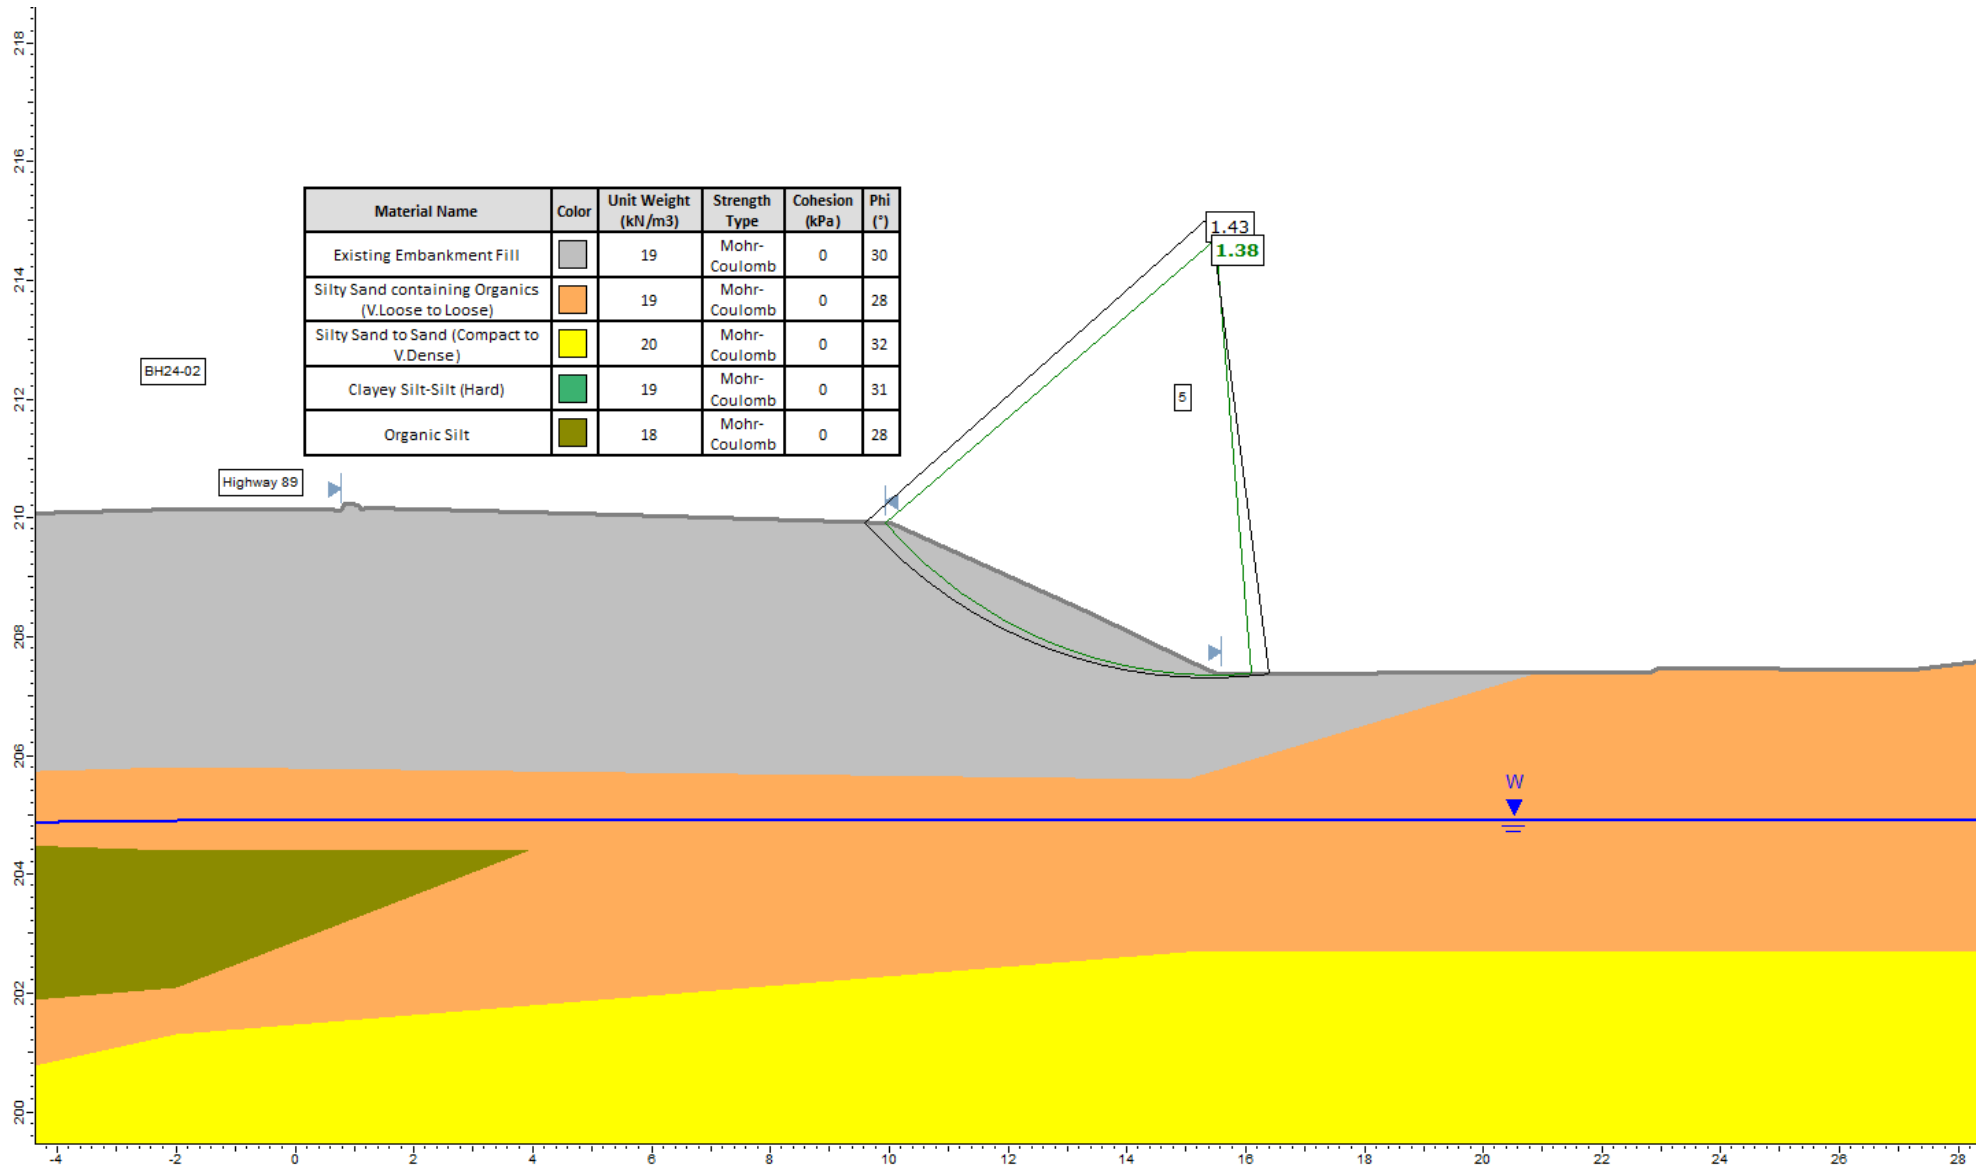 218
216
214
212
210
208
206
204
202
200
Material Name Color Unit Weight (kN/m3) Strength Type Cohesion (kPa) Phi (°)
Existing Embankment Fill 19 Mohr-Coulomb 0 30
Silty Sand containing Organics (V.Loose to Loose) 19 Mohr-Coulomb 0 28
Silty Sand to Sand (Compact to V.Dense) 20 Mohr-Coulomb 0 32
Clayey Silt-Silt (Hard) 19 Mohr-Coulomb 0 31
Organic Silt 18 Mohr-Coulomb 0 28
1.43
1.38
BH24-02
5
Highway 89
W
-4 -2 0 2 4 6 8 10 12 14 16 18 20 22 24 26 28